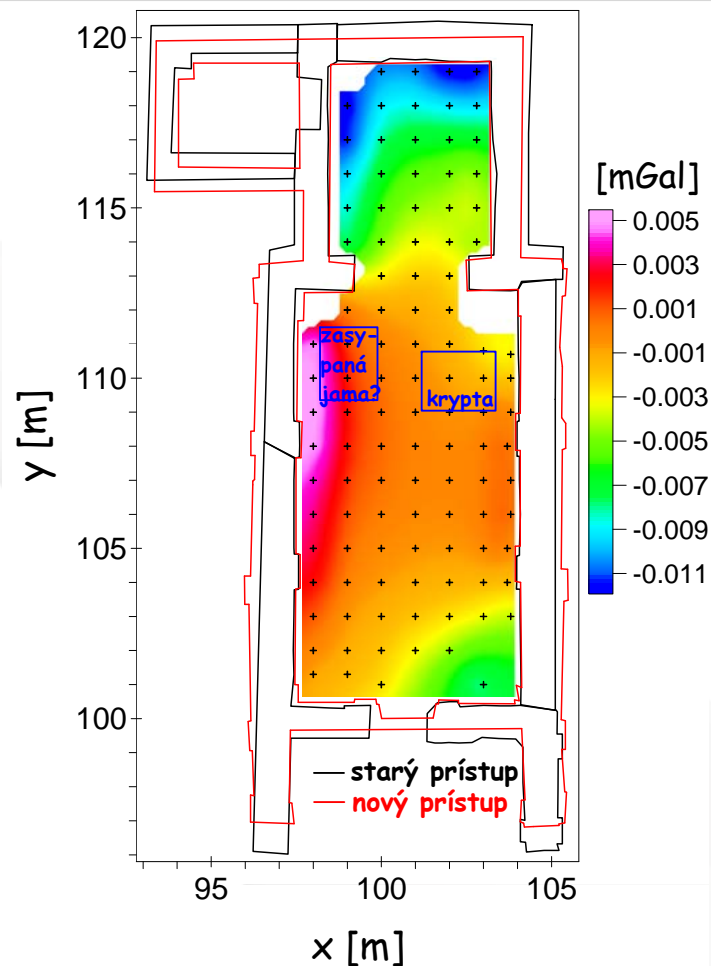 120
115
110
105
100
y [m]
95
100
105
x [m]
zasy-
paná
jama?
krypta
starý prístup
nový prístup
[mGal]
0.005
0.003
0.001
-0.001
-0.003
-0.005
-0.007
-0.009
-0.011